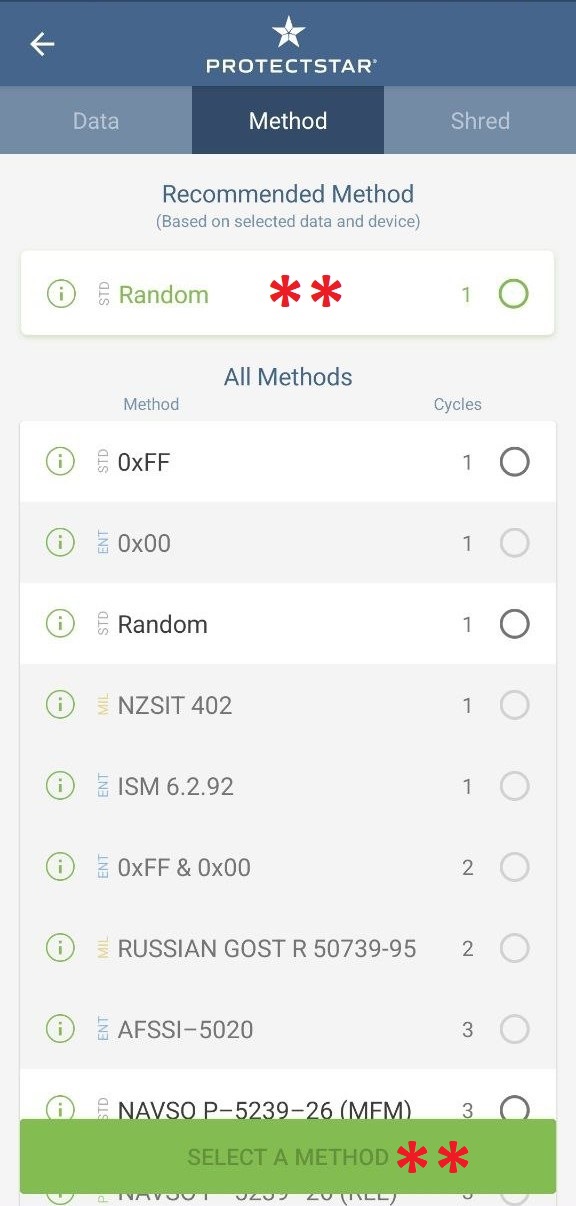 PROTECTSTAR
Data Method Shred
Recommended Method
(Based on selected data and device)
STD Random ** 1
All Methods
Method Cycles
STD 0xFF 1
ENT 0x00 1
STD Random 1
MIL NZSIT 402 1
ENT ISM 6.2.92 1
ENT 0xFF & 0x00 2
MIL RUSSIAN GOST R 50739-95 2
ENT AFSSI-5020 3
STD NAVSO P-5239-26 (MFM) 3
SELECT A METHOD **
NAVSO P-5239-26 (RLL) 3